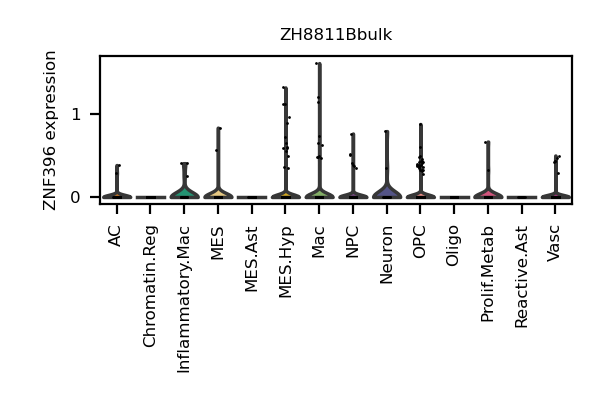 ZH8811Bbulk
ZNF396 expression
1
0
AC
Chromatin.Reg
Inflammatory.Mac
MES
MES.Ast
MES.Hyp
Mac
NPC
Neuron
OPC
Oligo
Prolif.Metab
Reactive.Ast
Vasc